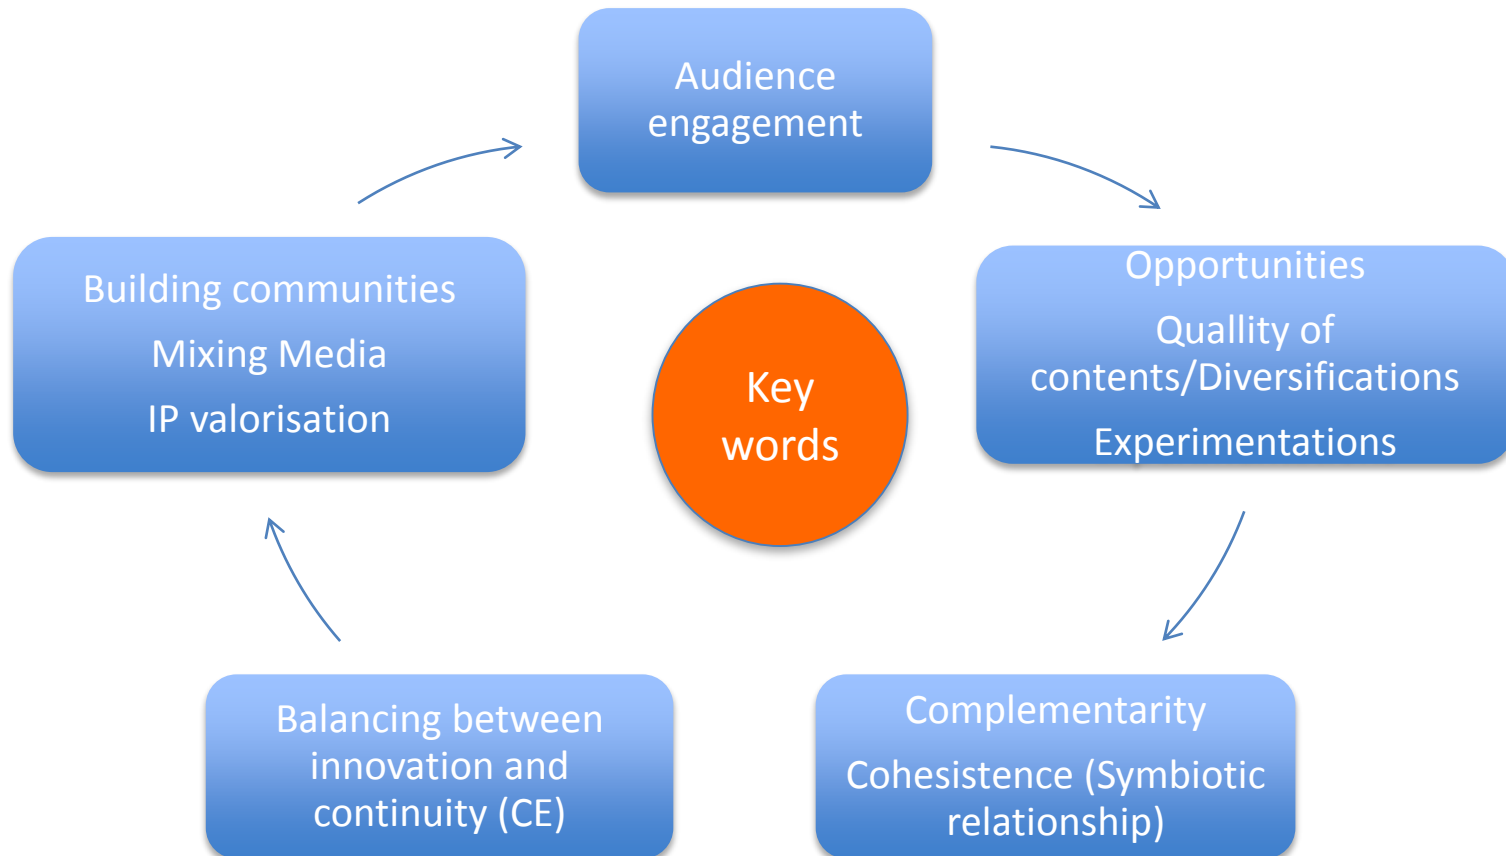 Audience
engagement
Opportunities
Quallity of
contents/Diversifications
Experimentations
Complementarity
Cohesistence (Symbiotic
relationship)
Balancing between
innovation and
continuity (CE)
Building communities
Mixing Media
IP valorisation
Key
words